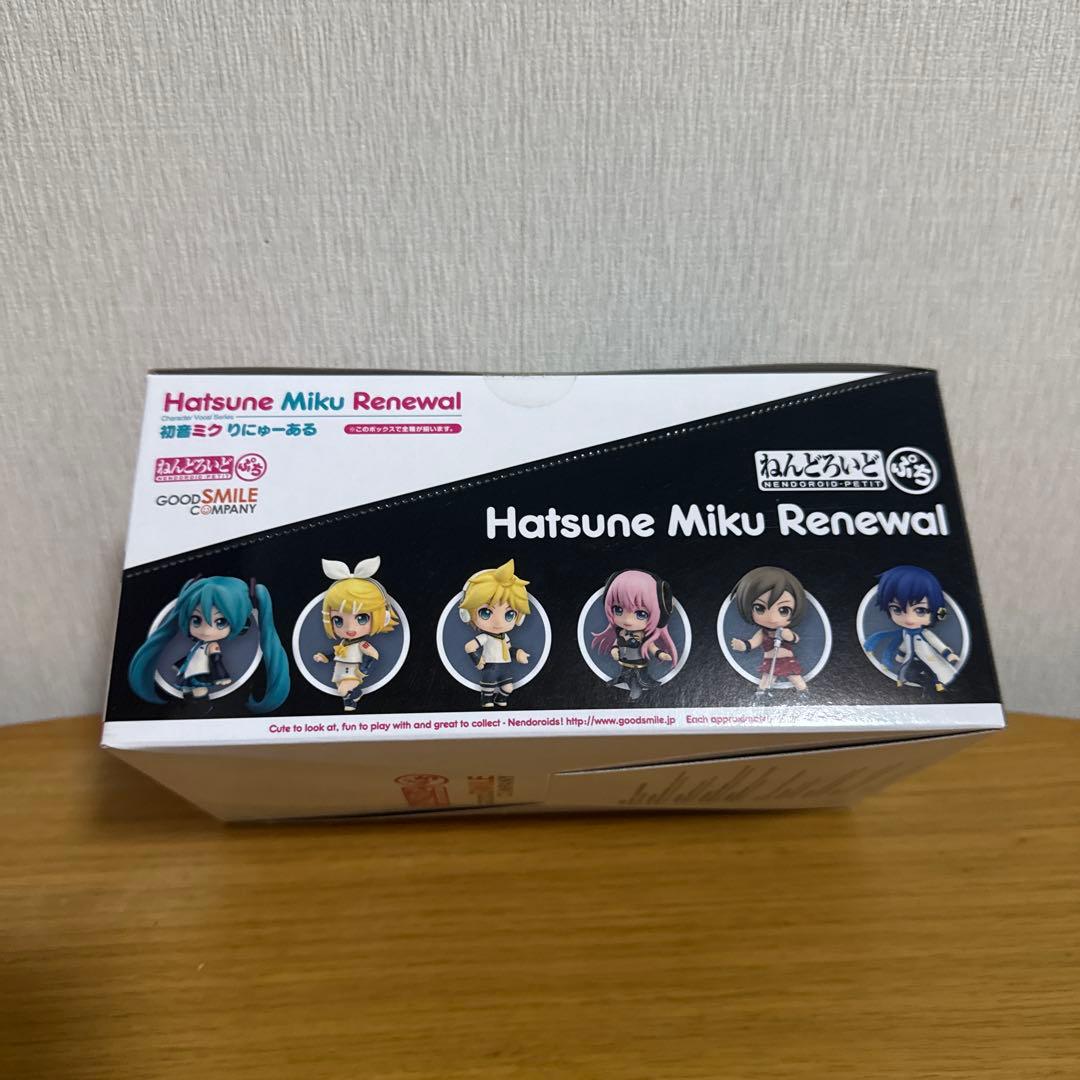 Hatsune Miku Renewal
Character Vocal Series
初音ミク りにゅーある
※このボックスで全種が揃います。
ねんどろいど ぷち
NENDOROID-PETIT
GOOD SMILE
COMPANY
ねんどろいど ぷち
NENDOROID-PETIT
Hatsune Miku Renewal
Cute to look at, fun to play with and great to collect - Nendoroids! http://www.goodsmile.jp Each
SMILE
COMPANY